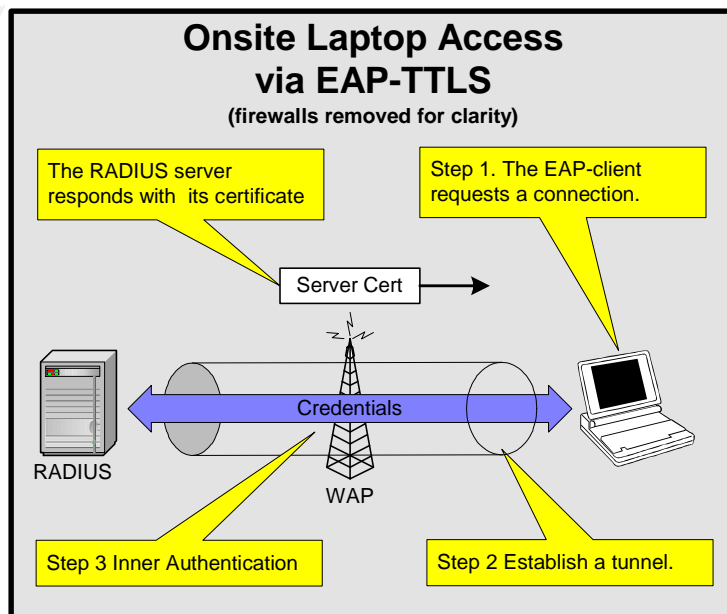 Onsite Laptop Access
via EAP-TTLS
(firewalls removed for clarity)
The RADIUS server
responds with  its certificate
Step 1. The EAP-client
requests a connection.
Server Cert
Credentials
RADIUS
WAP
Step 3 Inner Authentication
Step 2 Establish a tunnel.